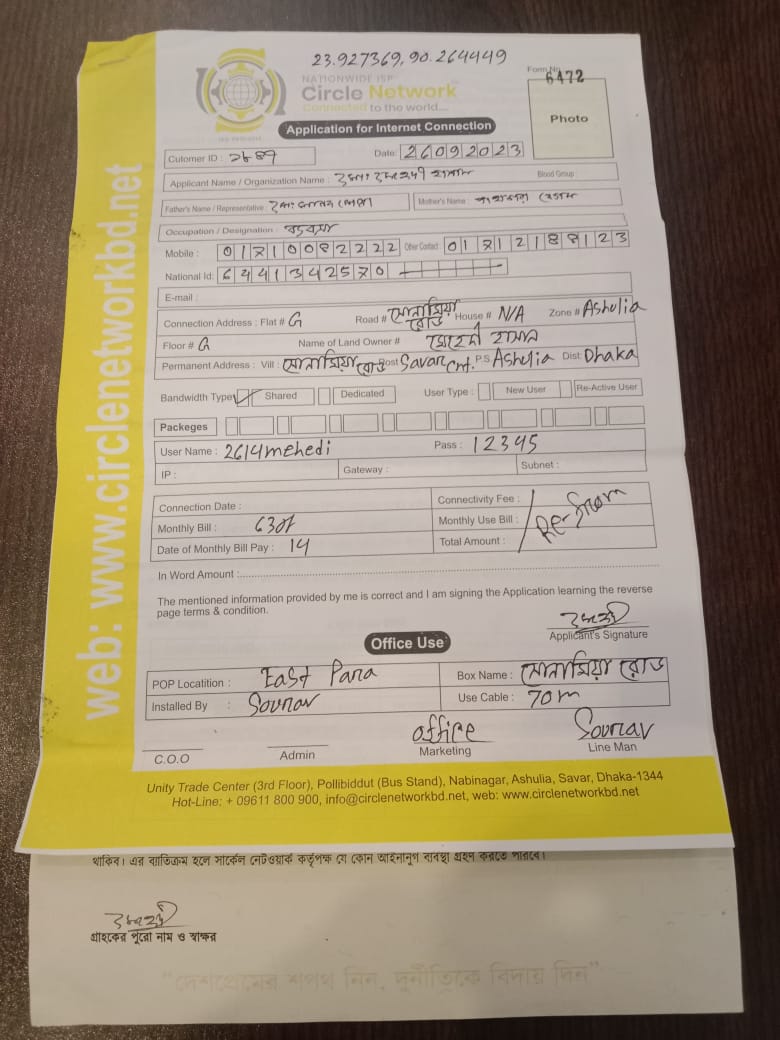 23.927369, 90.264449
NATIONWIDE ISP
Circle Network
Connected to the world...
Form No.
6472
Photo
Application for Internet Connection
Cutomer ID : ২৮৪৭ Date: 26092023
Applicant Name / Organization Name : Blood Group
Father's Name / Representative : Mother's Name
Occupation / Designation :
Mobile : Other Contact
National Id: 6441342570
E-mail :
Connection Address : Flat # G Road # সোনামিয়া রোড House # N/A Zone # Ashulia
Floor # G Name of Land Owner # মেহেদী হাসান
Permanent Address : Vill : সোনামিয়া রোড Post Savar Cnt. P.S Ashulia Dist: Dhaka
Bandwidth Type Shared Dedicated User Type : New User Re-Active User
Packeges
User Name : 2614mehedi Pass : 12345
IP : Gateway : Subnet :
Connection Date : Connectivity Fee :
Monthly Bill : 630 Monthly Use Bill :
Date of Monthly Bill Pay : 14 Total Amount :
In Word Amount :
The mentioned information provided by me is correct and I am signing the Application learning the reverse
page terms & condition.
Applicant's Signature
Office Use
POP Locatition : East Para Box Name : সোনামিয়া রোড
Installed By : Sourav Use Cable : 70m
office Sourav
C.O.O Admin Marketing Line Man
Unity Trade Center (3rd Floor), Pollibiddut (Bus Stand), Nabinagar, Ashulia, Savar, Dhaka-1344
Hot-Line: + 09611 800 900, info@circlenetworkbd.net, web: www.circlenetworkbd.net
web: www.circlenetworkbd.net
থাকিব। এর ব্যতিক্রম হলে সার্কেল নেটওয়ার্ক কর্তৃপক্ষ যে কোন আইনানুগ ব্যবস্থা গ্রহন করতে পারবে।
গ্রাহকের পুরো নাম ও স্বাক্ষর
“দেশপ্রেমের শপথ নিন, দুর্নীতিকে বিদায় দিন”